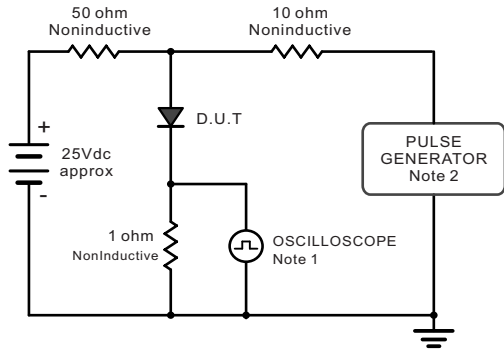 50 ohm
Noninductive
10 ohm
Noninductive
D.U.T
+
25Vdc
approx
-
PULSE
GENERATOR
Note 2
1 ohm
NonInductive
OSCILLOSCOPE
Note 1